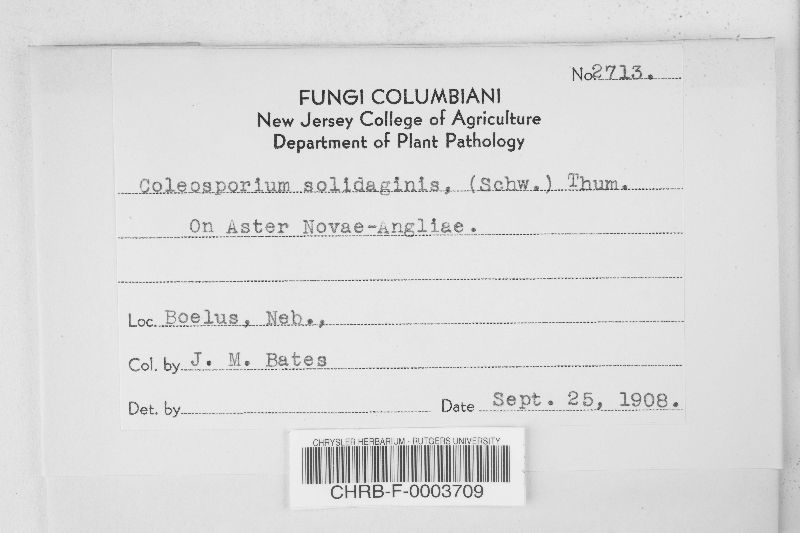 No. 2713.
FUNGI COLUMBIANI
New Jersey College of Agriculture
Department of Plant Pathology
Coleosporium solidaginis, (Schw.) Thum.
On Aster Novae-Angliae.
Loc. Boelus, Neb.,
Col. by J. M. Bates
Det. by Date Sept. 25, 1908.
CHRYSLER HERBARIUM - RUTGERS UNIVERSITY
CHRB-F-0003709